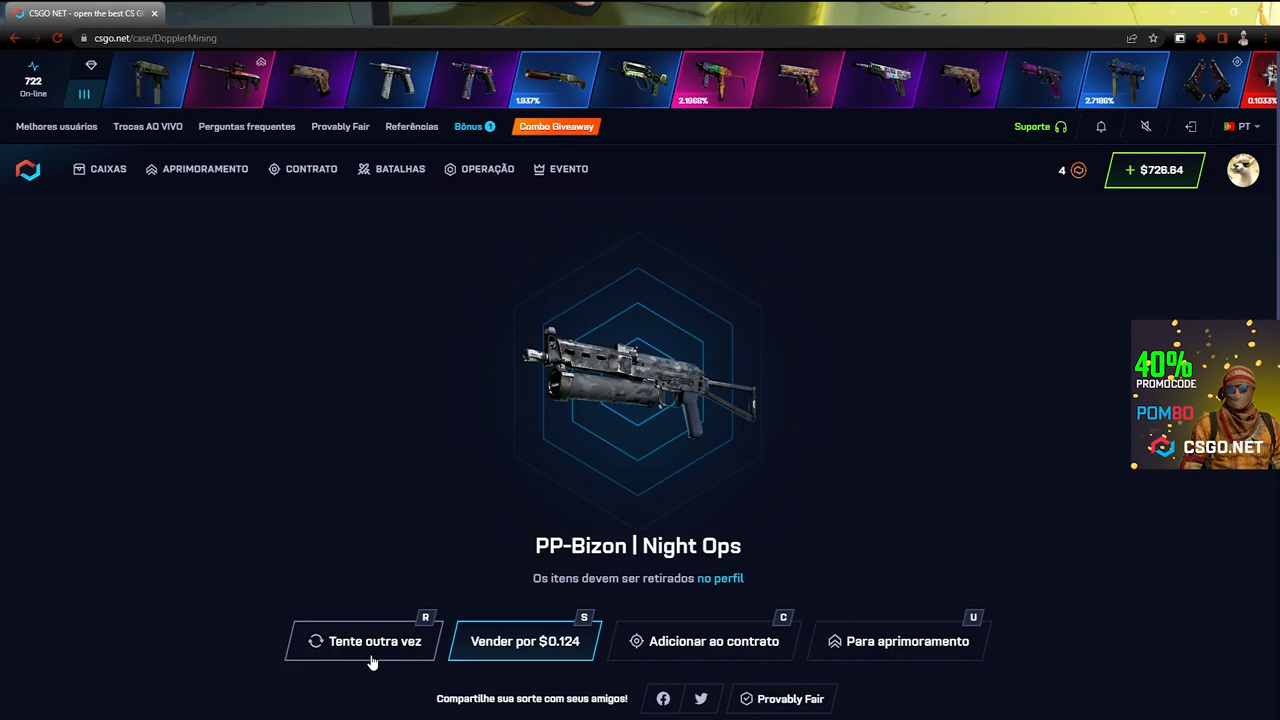 CSGO.NET - open the best CS G
csgo.net/case/DopplerMining
722
On-line
1.937%
2.1966%
2.7196%
0.1033%
Melhores usuários
Trocas AO VIVO
Perguntas frequentes
Provably Fair
Referências
Bônus 1
Combo Giveaway
Suporte
PT
CAIXAS
APRIMORAMENTO
CONTRATO
BATALHAS
OPERAÇÃO
EVENTO
4
+ $726.64
40%
PROMOCODE
POMBO
CSGO.NET
PP-Bizon | Night Ops
Os itens devem ser retirados no perfil
R
S
C
U
Tente outra vez
Vender por $0.124
Adicionar ao contrato
Para aprimoramento
Compartilhe sua sorte com seus amigos!
Provably Fair